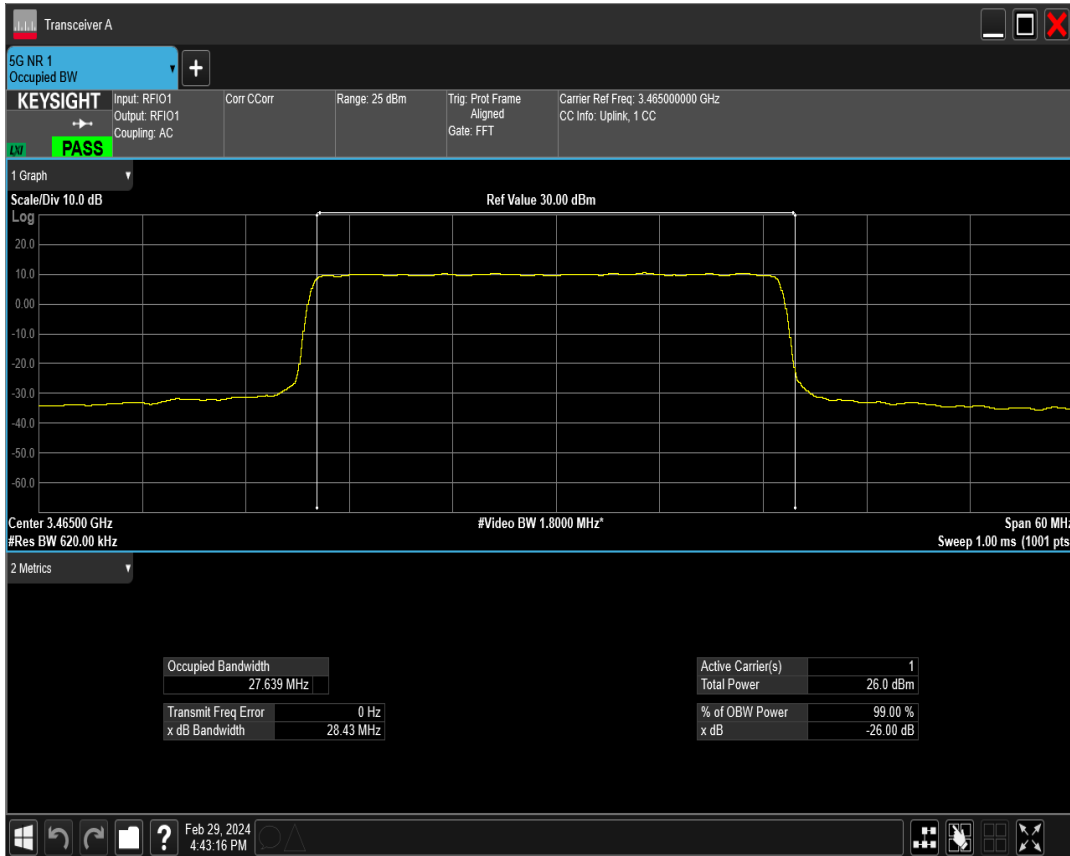 Transceiver A
5G NR 1
Occupied BW
+
KEYSIGHT
LXI
PASS
Input: RFIO1
Output: RFIO1
Coupling: AC
Corr CCorr
Range: 25 dBm
Trig: Prot Frame
Aligned
Gate: FFT
Carrier Ref Freq: 3.465000000 GHz
CC Info: Uplink, 1 CC
1 Graph
Scale/Div 10.0 dB
Ref Value 30.00 dBm
Log
20.0
10.0
0.00
-10.0
-20.0
-30.0
-40.0
-50.0
-60.0
Center 3.46500 GHz
#Video BW 1.8000 MHz*
Span 60 MHz
#Res BW 620.00 kHz
Sweep 1.00 ms (1001 pts
2 Metrics
Occupied Bandwidth
27.639 MHz
Transmit Freq Error 0 Hz
x dB Bandwidth 28.43 MHz
Active Carrier(s) 1
Total Power 26.0 dBm
% of OBW Power 99.00 %
x dB -26.00 dB
?
Feb 29, 2024
4:43:16 PM